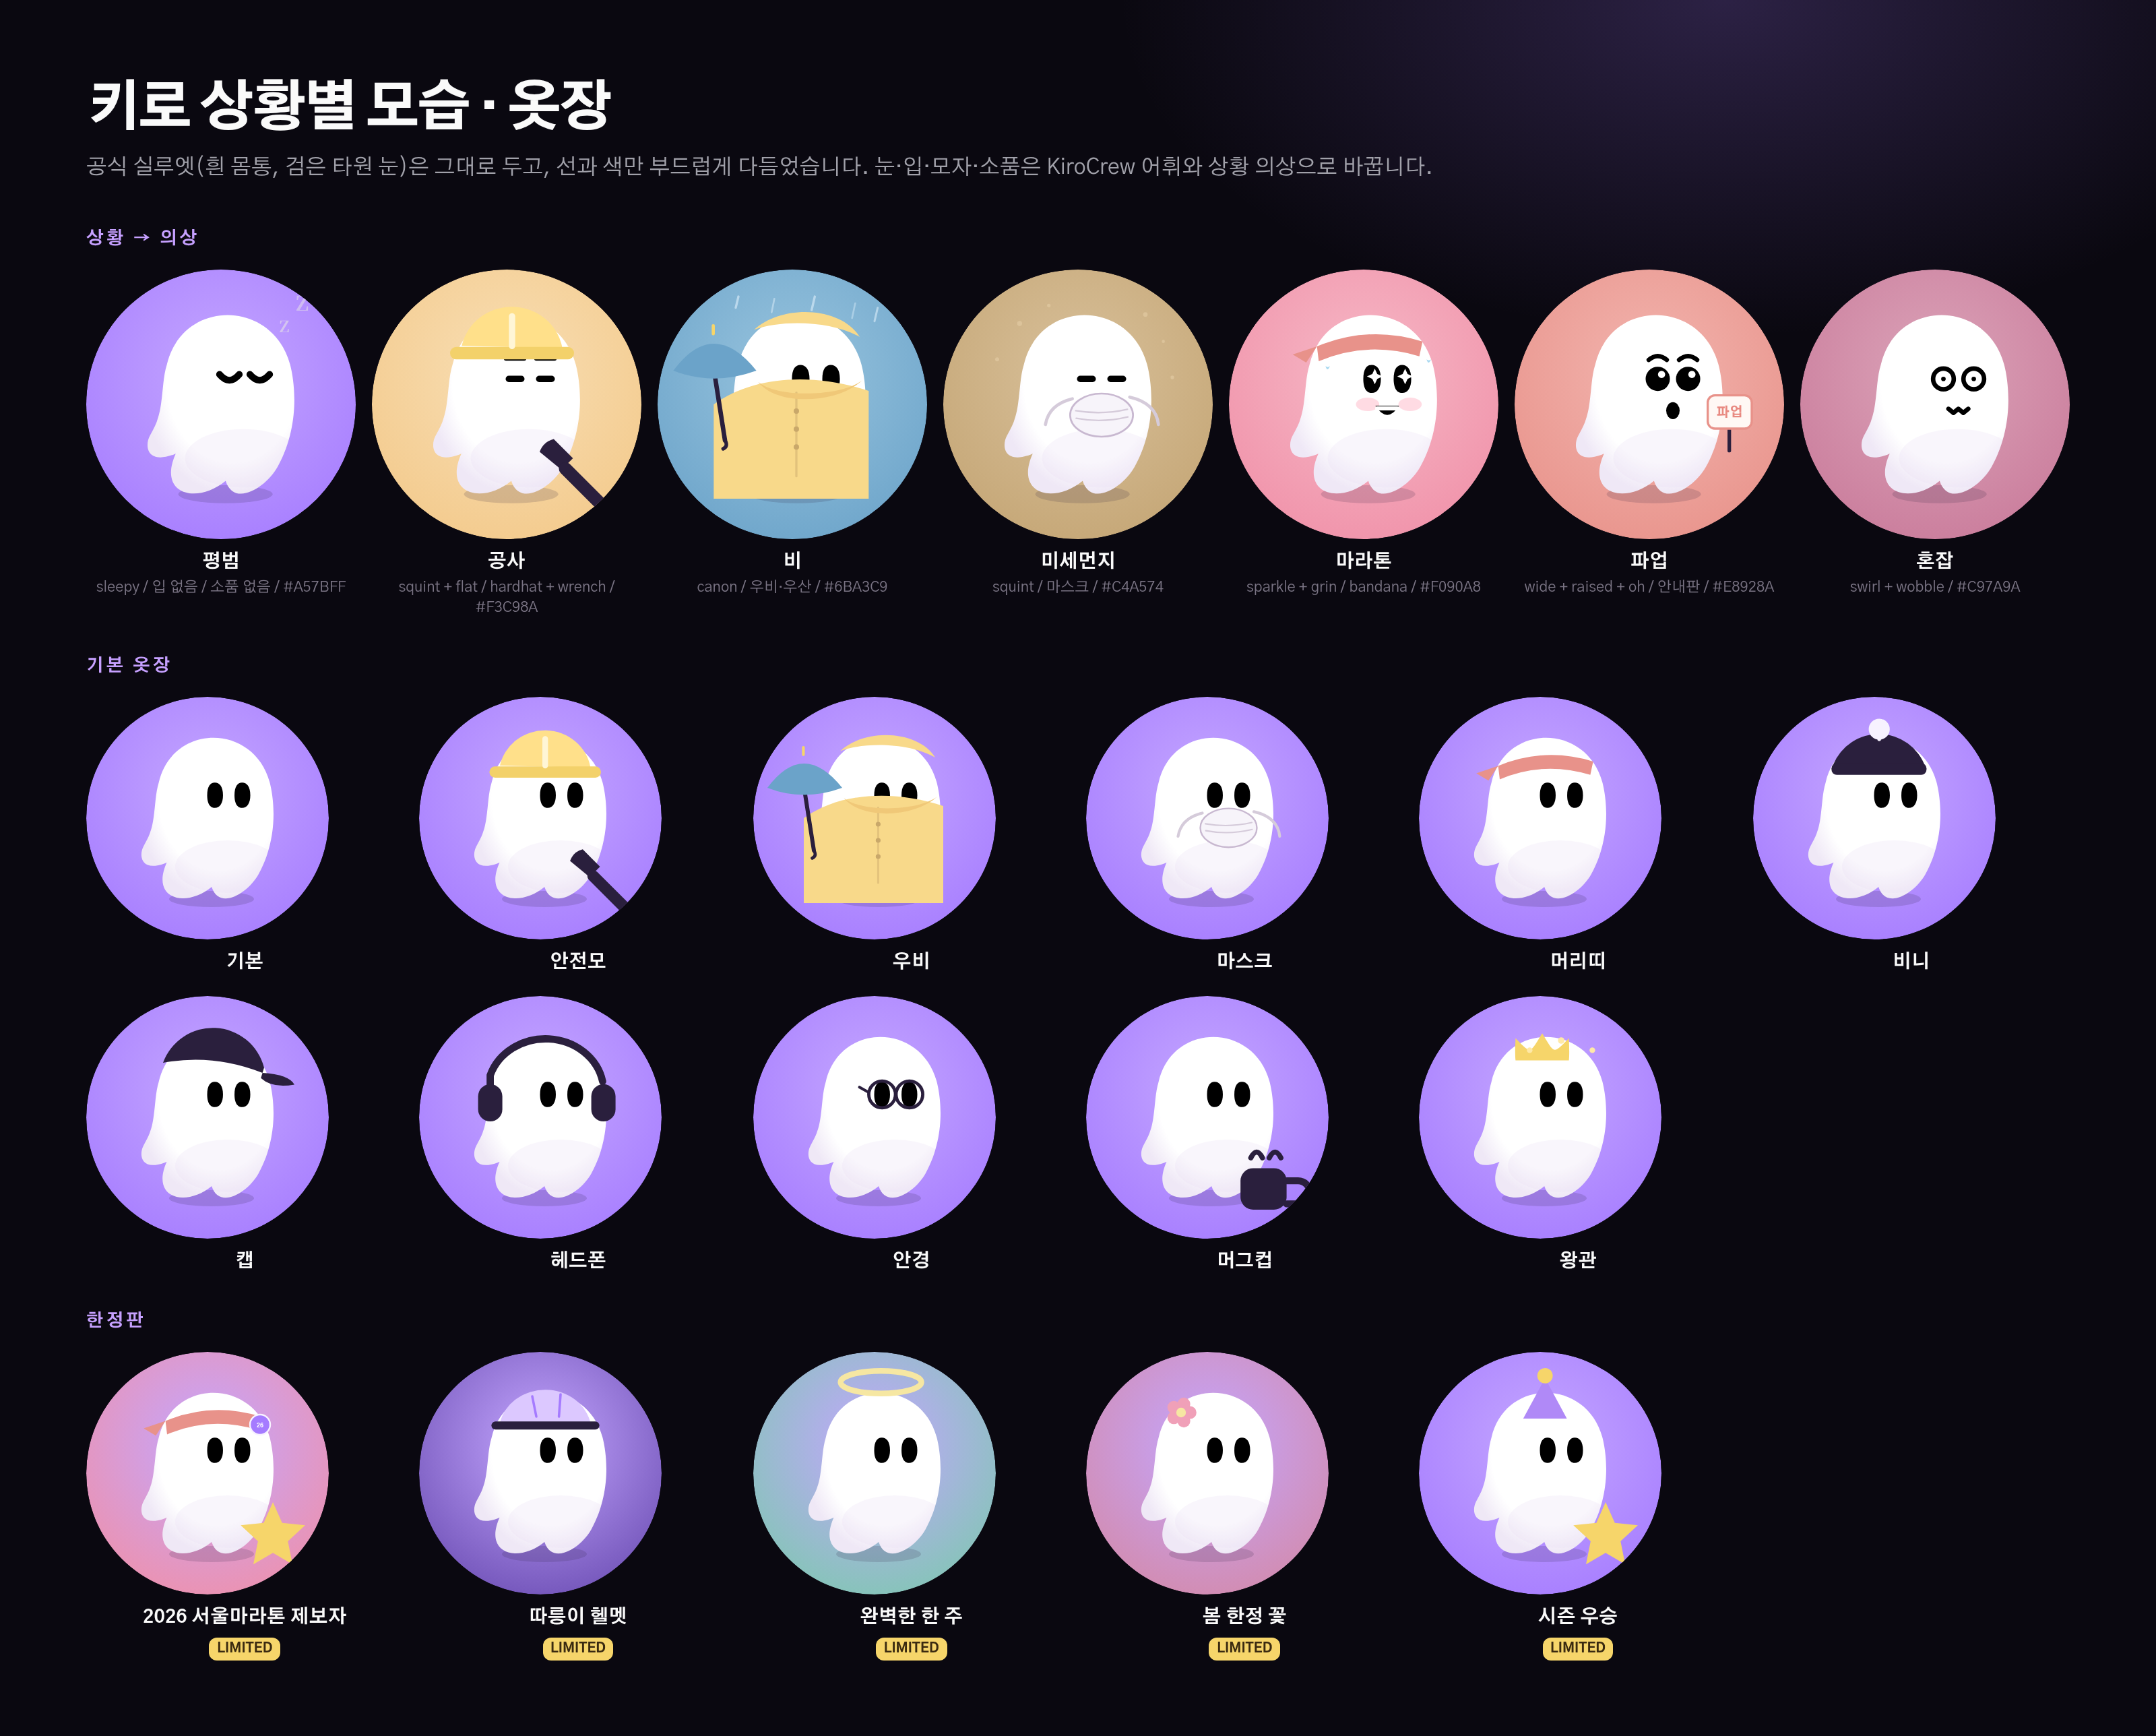 키로 상황별 모습 · 옷장
공식 실루엣(흰 몸통, 검은 타원 눈)은 그대로 두고, 선과 색만 부드럽게 다듬었습니다. 눈·입·모자·소품은 KiroCrew 어휘와 상황 의상으로 바꿉니다.
상황 → 의상
z
z
파업
평범
공사
비
미세먼지
마라톤
파업
혼잡
sleepy / 입 없음 / 소품 없음 / #A57BFF
squint + flat / hardhat + wrench /
#F3C98A
canon / 우비·우산 / #6BA3C9
squint / 마스크 / #C4A574
sparkle + grin / bandana / #F090A8
wide + raised + oh / 안내판 / #E8928A
swirl + wobble / #C97A9A
기본 옷장
기본
안전모
우비
마스크
머리띠
비니
캡
헤드폰
안경
머그컵
왕관
한정판
26
2026 서울마라톤 제보자
따릉이 헬멧
완벽한 한 주
봄 한정 꽃
시즌 우승
LIMITED
LIMITED
LIMITED
LIMITED
LIMITED